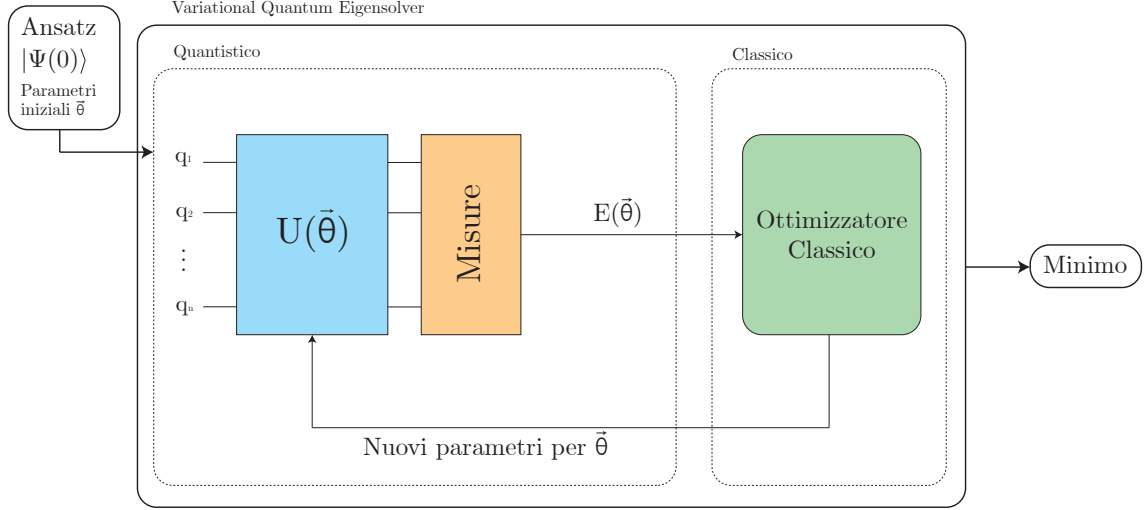 Variational Quantum Eigensolver
Ansatz
|Ψ(0)⟩
Parametri
iniziali θ⃗
Quantistico
Classico
q₁
q₂
⋮
qₙ
U(θ⃗)
Misure
E(θ⃗)
Ottimizzatore
Classico
Minimo
Nuovi parametri per θ⃗